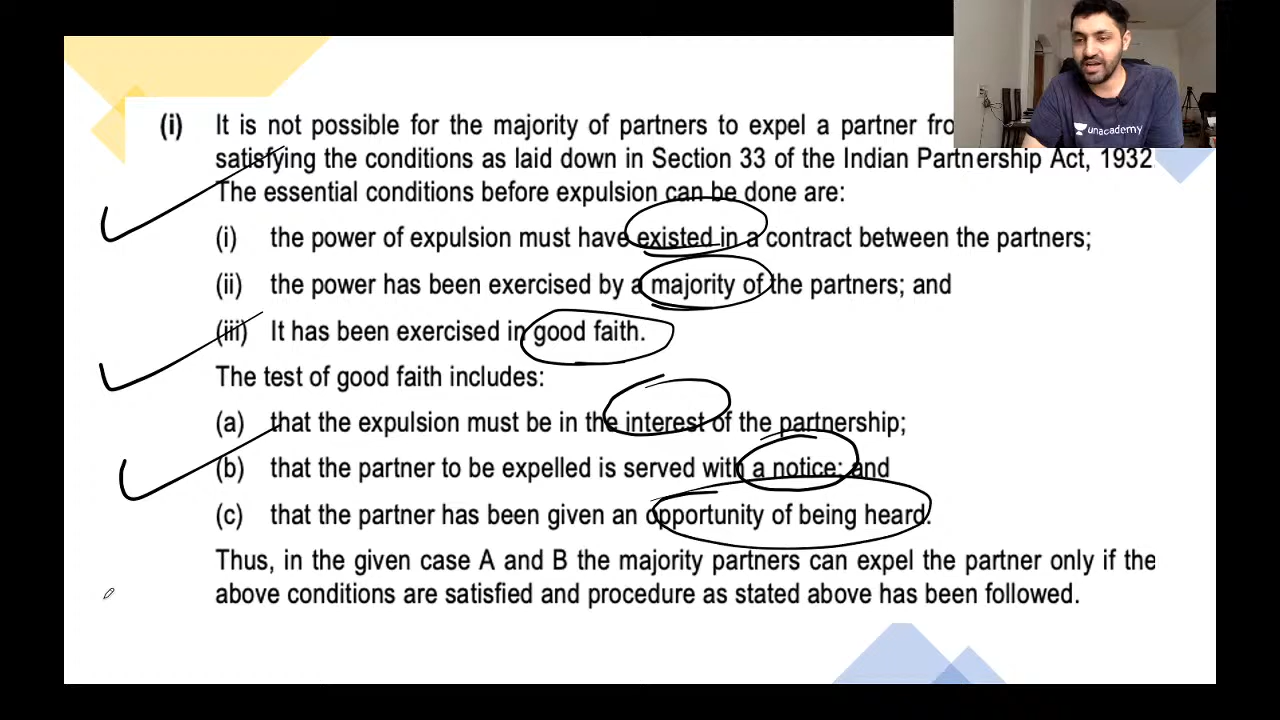 (i) It is not possible for the majority of partners to expel a partner
satisfying the conditions as laid down in Section 33 of the Indian Partnership Act, 1932
The essential conditions before expulsion can be done are:
(i) the power of expulsion must have existed in a contract between the partners;
(ii) the power has been exercised by a majority of the partners; and
(iii) It has been exercised in good faith.
The test of good faith includes:
(a) that the expulsion must be in the interest of the partnership;
(b) that the partner to be expelled is served with a notice; and
(c) that the partner has been given an opportunity of being heard.
Thus, in the given case A and B the majority partners can expel the partner only if the
above conditions are satisfied and procedure as stated above has been followed.
unacademy